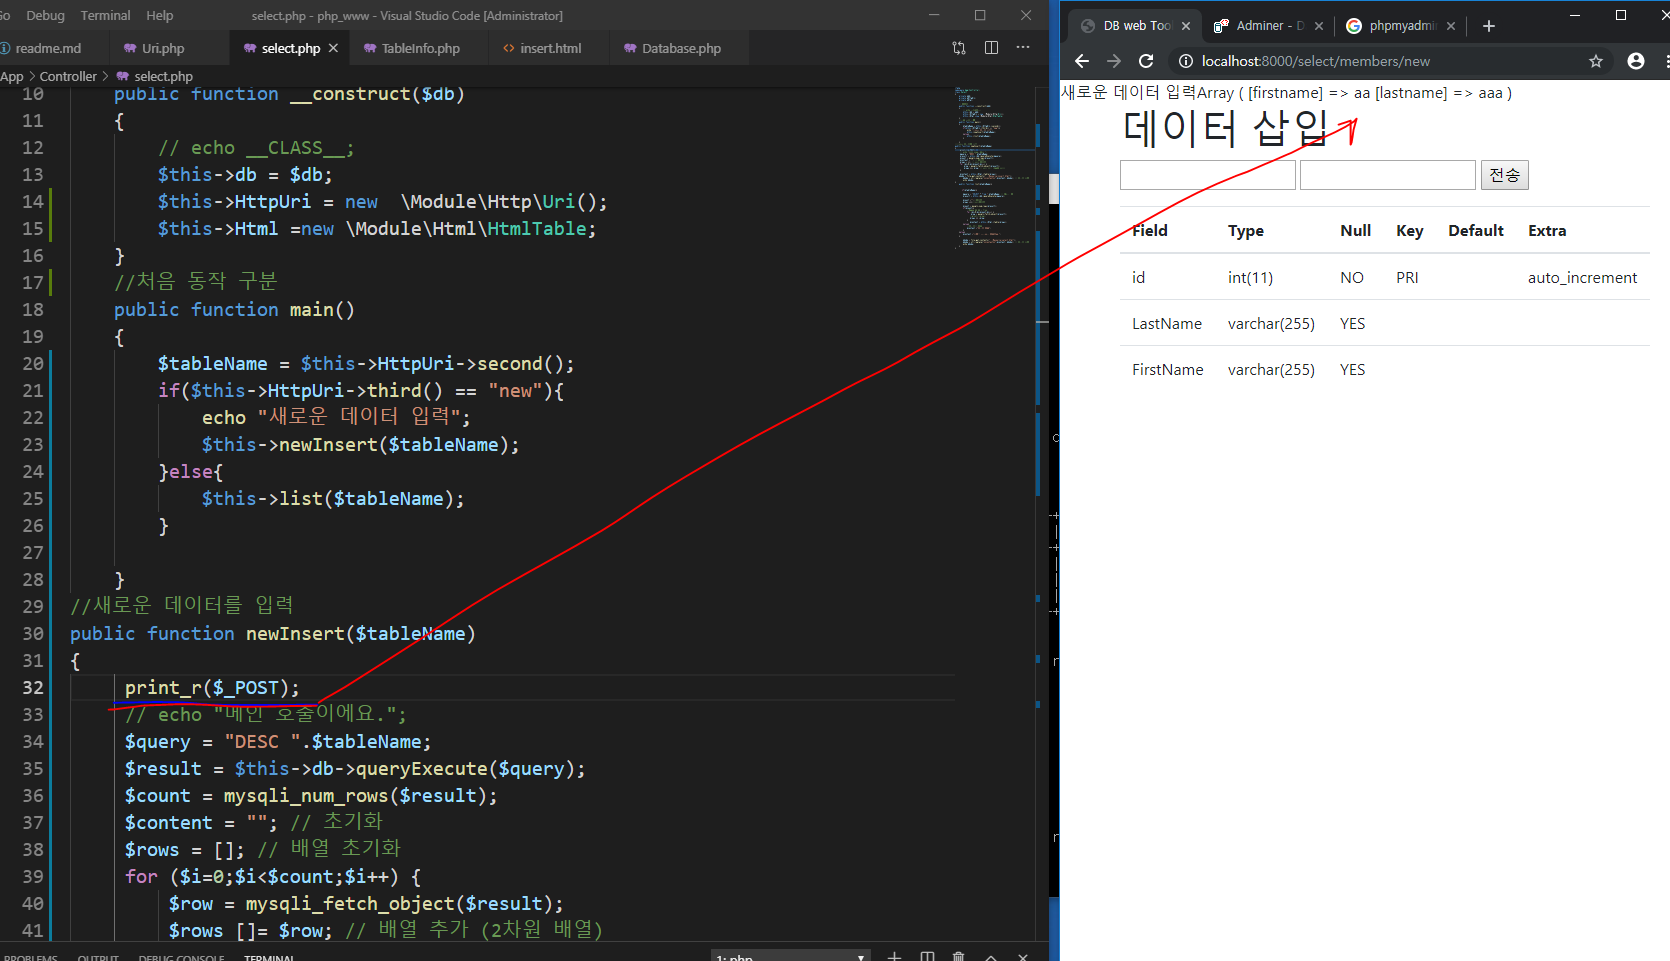 Debug Terminal Help select.php - php_www - Visual Studio Code [Administrator]
readme.md Uri.php select.php TableInfo.php insert.html Database.php
App > Controller > select.php
10 public function __construct($db)
11 {
12 // echo __CLASS__;
13 $this->db = $db;
14 $this->HttpUri = new  \Module\Http\Uri();
15 $this->Html =new \Module\Html\HtmlTable;
16 }
17 //처음 동작 구분
18 public function main()
19 {
20 $tableName = $this->HttpUri->second();
21 if($this->HttpUri->third() == "new"){
22 echo "새로운 데이터 입력";
23 $this->newInsert($tableName);
24 }else{
25 $this->list($tableName);
26 }
27
28 }
29 //새로운 데이터를 입력
30 public function newInsert($tableName)
31 {
32 print_r($_POST);
33 // echo "메인 호출이에요.";
34 $query = "DESC ".$tableName;
35 $result = $this->db->queryExecute($query);
36 $count = mysqli_num_rows($result);
37 $content = ""; // 초기화
38 $rows = []; // 배열 초기화
39 for ($i=0;$i<$count;$i++) {
40 $row = mysqli_fetch_object($result);
41 $rows []= $row; // 배열 추가 (2차원 배열)
PROBLEMS OUTPUT DEBUG CONSOLE TERMINAL 1: php
DB web Tool Adminer - D phpmyadmi
localhost:8000/select/members/new
새로운 데이터 입력Array ( [firstname] => aa [lastname] => aaa )
데이터 삽입
전송
Field Type Null Key Default Extra
id int(11) NO PRI auto_increment
LastName varchar(255) YES
FirstName varchar(255) YES